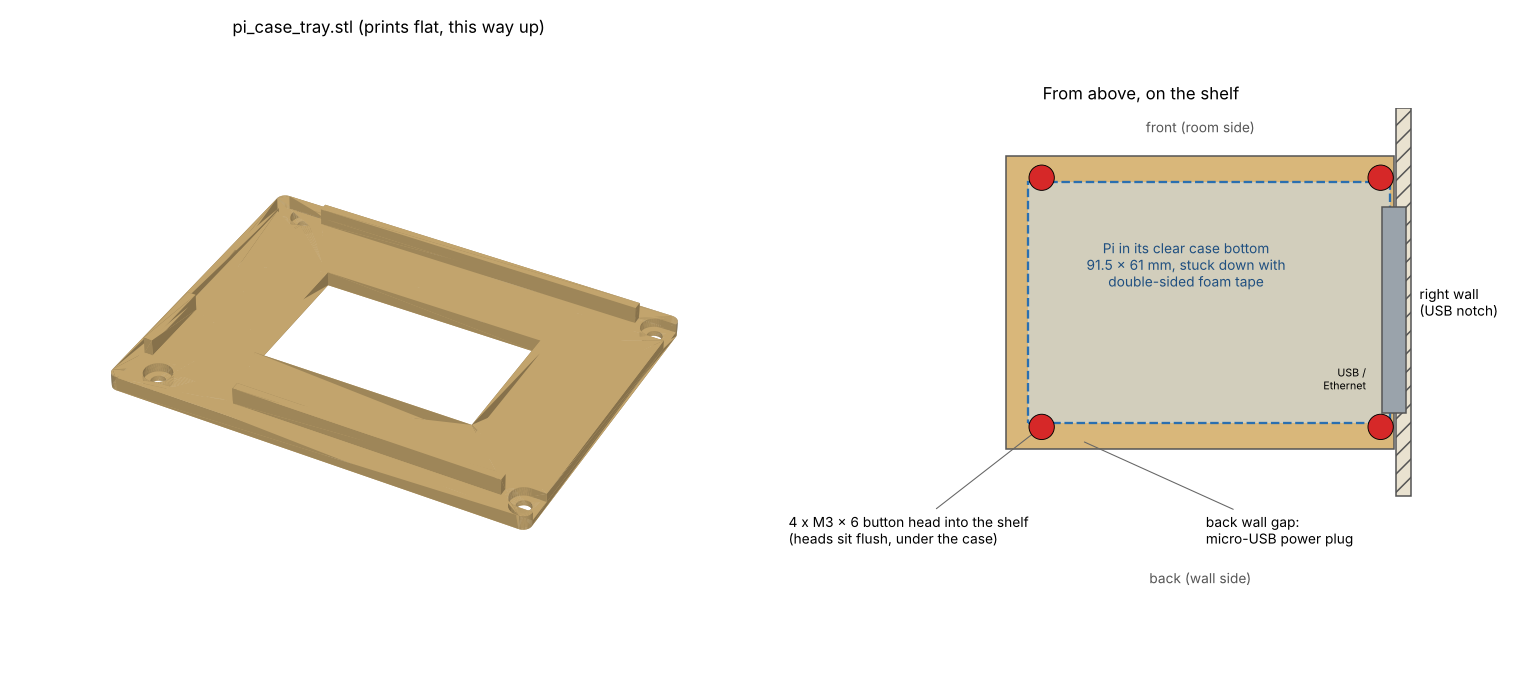 pi_case_tray.stl (prints flat, this way up)
From above, on the shelf
front (room side)
Pi in its clear case bottom
91.5 × 61 mm, stuck down with
double-sided foam tape
right wall
(USB notch)
USB /
Ethernet
4 x M3 × 6 button head into the shelf
(heads sit flush, under the case)
back wall gap:
micro-USB power plug
back (wall side)